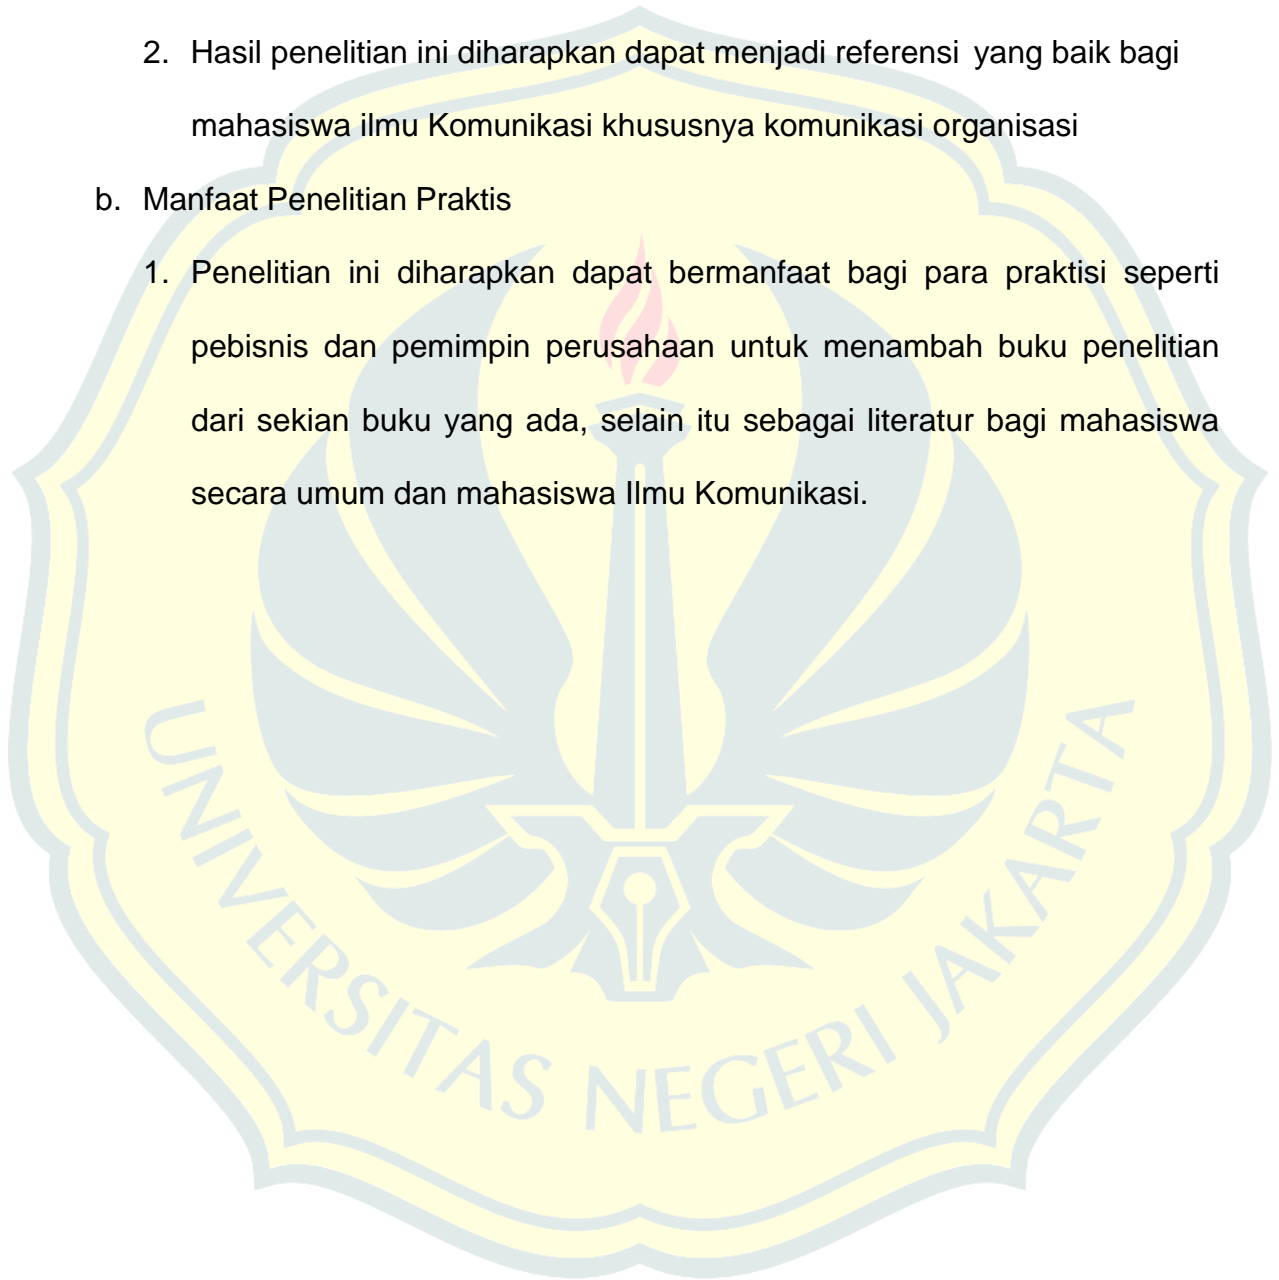 2. Hasil penelitian ini diharapkan dapat menjadi referensi yang baik bagi
mahasiswa ilmu Komunikasi khususnya komunikasi organisasi
b. Manfaat Penelitian Praktis
1. Penelitian ini diharapkan dapat bermanfaat bagi para praktisi seperti
pebisnis dan pemimpin perusahaan untuk menambah buku penelitian
dari sekian buku yang ada, selain itu sebagai literatur bagi mahasiswa
secara umum dan mahasiswa Ilmu Komunikasi.
UNIVERSITAS NEGERI JAKARTA